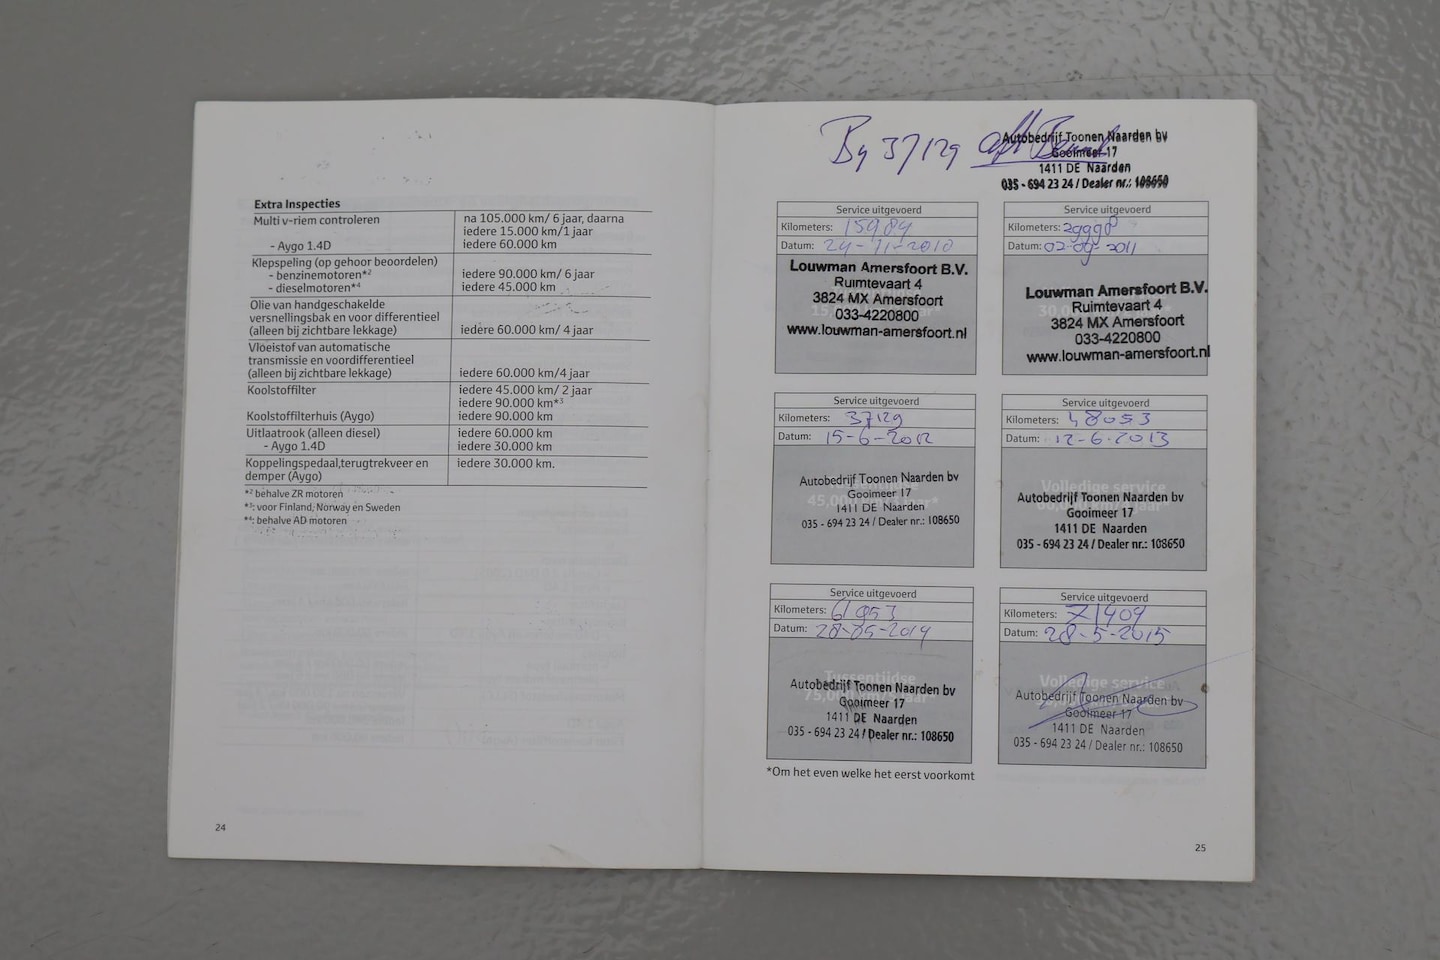 Extra Inspecties
Multi v-riem controleren
na 105.000 km/ 6 jaar, daarna
iedere 15.000 km/1 jaar
- Aygo 1.4D
iedere 60.000 km
Klepspeling (op gehoor beoordelen)
- benzinemotoren*²
iedere 90.000 km/ 6 jaar
- dieselmotoren*⁴
iedere 45.000 km
Olie van handgeschakelde
versnellingsbak en voor differentieel
(alleen bij zichtbare lekkage)
iedere 60.000 km/ 4 jaar
Vloeistof van automatische
transmissie en voordifferentieel
(alleen bij zichtbare lekkage)
iedere 60.000 km/4 jaar
Koolstoffilter
iedere 45.000 km/ 2 jaar
iedere 90.000 km*³
Koolstoffilterhuis (Aygo)
iedere 90.000 km
Uitlaatrook (alleen diesel)
iedere 60.000 km
- Aygo 1.4D
iedere 30.000 km
Koppelingspedaal,terugtrekveer en
demper (Aygo)
iedere 30.000 km.
*² behalve ZR motoren
*³: voor Finland, Norway en Sweden
*⁴: behalve AD motoren
24
By 37129
Autobedrijf Toonen Naarden bv
Gooimeer 17
1411 DE Naarden
035 - 694 23 24 / Dealer nr.: 108650
Service uitgevoerd
Kilometers: 15984
Datum: 24-11-2010
Louwman Amersfoort B.V.
Ruimtevaart 4
3824 MX Amersfoort
033-4220800
www.louwman-amersfoort.nl
Service uitgevoerd
Kilometers: 29998
Datum: 02-09-2011
Louwman Amersfoort B.V.
Ruimtevaart 4
3824 MX Amersfoort
033-4220800
www.louwman-amersfoort.nl
Service uitgevoerd
Kilometers: 37129
Datum: 15-6-2012
Autobedrijf Toonen Naarden bv
Gooimeer 17
1411 DE Naarden
035 - 694 23 24 / Dealer nr.: 108650
Service uitgevoerd
Kilometers: 48053
Datum: 12-6-2013
Volledige service
Autobedrijf Toonen Naarden bv
Gooimeer 17
1411 DE Naarden
035 - 694 23 24 / Dealer nr.: 108650
Service uitgevoerd
Kilometers: 61953
Datum: 28-05-2014
Tussentijdse
Autobedrijf Toonen Naarden bv
Gooimeer 17
1411 DE Naarden
035 - 694 23 24 / Dealer nr.: 108650
Service uitgevoerd
Kilometers: 71909
Datum: 28-5-2015
Volledige service
Autobedrijf Toonen Naarden bv
Gooimeer 17
1411 DE Naarden
035 - 694 23 24 / Dealer nr.: 108650
*Om het even welke het eerst voorkomt
25